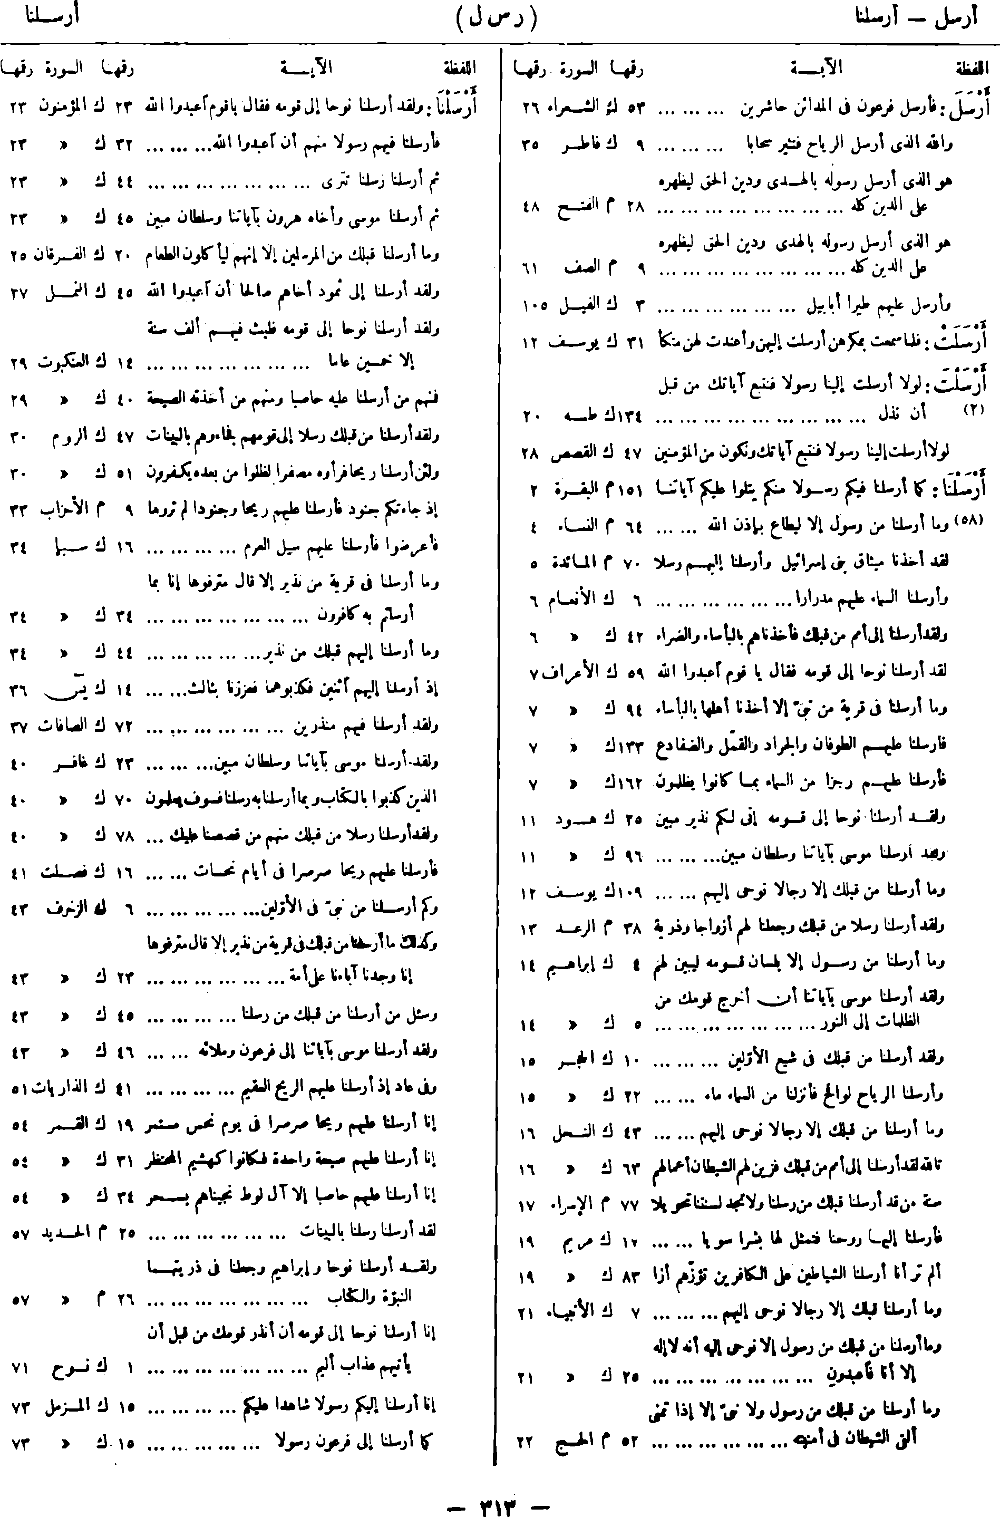 أرسل — أرسلنا
( رسل )
أرسلنا
اللفظة الآيـــة رقمها السورة رقمها
أَرْسَلَ : فأرسل فرعون فى المدائن حاشرين ... ... ... ٥٣ ك الشعراء ٢٦
والله الذى أرسل الرياح فتثير سحابا ... ... ... ٩ ك فاطر ٣٥
هو الذى أرسل رسوله بالهدى ودين الحق ليظهره
على الدين كله ... ... ... ... ... ... ... ٢٨ م الفتح ٤٨
هو الذى أرسل رسوله بالهدى ودين الحق ليظهره
على الدين كله ... ... ... ... ... ... ... ٩ م الصف ٦١
وأرسل عليهم طيرا أبابيل ... ... ... ... ... ٣ ك الفيل ١٠٥
أَرْسَلَتْ : فلما سمعت بمكرهن أرسلت إليهن وأعتدت لهن متكأ ٣١ ك يوسف ١٢
أَرْسَلْتَ : لولا أرسلت إلينا رسولا فنتبع آياتك من قبل
(٢) أن نذل ... ... ... ... ... ... ... ... ١٣٤ ك طه ٢٠
لولا أرسلت إلينا رسولا فنتبع آياتك ونكون من المؤمنين ٤٧ ك القصص ٢٨
أَرْسَلْنَا : كما أرسلنا فيكم رسولا منكم يتلوا عليكم آياتنا ١٥١ م البقرة ٢
(٥٨) وما أرسلنا من رسول إلا ليطاع بإذن الله ... ... ٦٤ م النساء ٤
لقد أخذنا ميثاق بنى إسرائيل وأرسلنا إليهم رسلا ٧٠ م المائدة ٥
وأرسلنا السماء عليهم مدرارا ... ... ... ... ... ٦ ك الأنعام ٦
ولقد أرسلنا إلى أمم من قبلك فأخذناهم بالبأساء والضراء ٤٢ ك » ٦
لقد أرسلنا نوحا إلى قومه فقال يا قوم اعبدوا الله ٥٩ ك الأعراف ٧
وما أرسلنا فى قرية من نبىّ إلا أخذنا أهلها بالبأساء ٩٤ ك » ٧
فأرسلنا عليهم الطوفان والجراد والقمّل والضفادع ١٣٣ ك » ٧
فأرسلنا عليهم رجزا من السماء بما كانوا يظلمون ١٦٢ ك » ٧
ولقد أرسلنا نوحا إلى قومه إنى لكم نذير مبين ٢٥ ك هود ١١
ولقد أرسلنا موسى بآياتنا وسلطان مبين ... ... ... ٩٦ ك » ١١
وما أرسلنا من قبلك إلا رجالا نوحى إليهم ... ... ١٠٩ ك يوسف ١٢
ولقد أرسلنا رسلا من قبلك وجعلنا لهم أزواجا وذرية ٣٨ م الرعد ١٣
وما أرسلنا من رسول إلا بلسان قومه ليبين لهم ٤ ك إبراهيم ١٤
ولقد أرسلنا موسى بآياتنا أن أخرج قومك من
الظلمات إلى النور ... ... ... ... ... ... ٥ ك » ١٤
ولقد أرسلنا من قبلك فى شيع الأوّلين ... ... ... ١٠ ك الحجر ١٥
وأرسلنا الرياح لواقح فأنزلنا من السماء ماء ... ... ٢٢ ك » ١٥
وما أرسلنا من قبلك إلا رجالا نوحى إليهم ... ... ٤٣ ك النحل ١٦
تالله لقد أرسلنا إلى أمم من قبلك فزين لهم الشيطان أعمالهم ٦٣ ك » ١٦
سنة من قد أرسلنا قبلك من رسلنا ولا تجد لسنتنا تحويلا ٧٧ م الإسراء ١٧
فأرسلنا إليها روحنا فتمثل لها بشرا سويا ... ... ١٧ ك مريم ١٩
ألم تر أنا أرسلنا الشياطين على الكافرين تؤزّهم أزا ٨٣ ك » ١٩
وما أرسلنا قبلك إلا رجالا نوحى إليهم ... ... ... ٧ ك الأنبياء ٢١
وما أرسلنا من قبلك من رسول إلا نوحى إليه أنه لا إله
إلا أنا فاعبدون ... ... ... ... ... ... ... ٢٥ ك » ٢١
وما أرسلنا من قبلك من رسول ولا نبىّ إلا إذا تمنى
ألقى الشيطان فى أمنيته ... ... ... ... ... ... ٥٢ م الحج ٢٢
اللفظة الآيـــة رقمها السورة رقمها
أَرْسَلْنَا : ولقد أرسلنا نوحا إلى قومه فقال ياقوم اعبدوا الله ٢٣ ك المؤمنون ٢٣
فأرسلنا فيهم رسولا منهم أن اعبدوا الله ... ... ... ٣٢ ك » ٢٣
ثم أرسلنا رسلنا تترى ... ... ... ... ... ... ... ٤٤ ك » ٢٣
ثم أرسلنا موسى وأخاه هرون بآياتنا وسلطان مبين ٤٥ ك » ٢٣
وما أرسلنا قبلك من المرسلين إلا إنهم ليأكلون الطعام ٢٠ ك الفرقان ٢٥
ولقد أرسلنا إلى ثمود أخاهم صالحا أن اعبدوا الله ٤٥ ك النمل ٢٧
ولقد أرسلنا نوحا إلى قومه فلبث فيهم ألف سنة
إلا خمسين عاما ... ... ... ... ... ... ... ١٤ ك العنكبوت ٢٩
فمنهم من أرسلنا عليه حاصبا ومنهم من أخذته الصيحة ٤٠ ك » ٢٩
ولقد أرسلنا من قبلك رسلا إلى قومهم فجاءوهم بالبينات ٤٧ ك الروم ٣٠
ولئن أرسلنا ريحا فرأوه مصفرا لظلوا من بعده يكفرون ٥١ ك » ٣٠
إذ جاءتكم جنود فأرسلنا عليهم ريحا وجنودا لم تروها ٩ م الأحزاب ٣٣
فأعرضوا فأرسلنا عليهم سيل العرم ... ... ... ... ١٦ ك سبإ ٣٤
وما أرسلنا فى قرية من نذير إلا قال مترفوها إنا بما
أرسلتم به كافرون ... ... ... ... ... ... ... ٣٤ ك » ٣٤
وما أرسلنا إليهم قبلك من نذير ... ... ... ... ... ٤٤ ك » ٣٤
إذ أرسلنا إليهم اثنين فكذبوهما فعززنا بثالث ... ... ١٤ ك يسٓ ٣٦
ولقد أرسلنا فيهم منذرين ... ... ... ... ... ... ٧٢ ك الصافات ٣٧
ولقد أرسلنا موسى بآياتنا وسلطان مبين ... ... ... ٢٣ ك غافر ٤٠
الذين كذبوا بالكتاب وبما أرسلنا به رسلنا فسوف يعلمون ٧٠ ك » ٤٠
ولقد أرسلنا رسلا من قبلك منهم من قصصنا عليك ... ٧٨ ك » ٤٠
فأرسلنا عليهم ريحا صرصرا فى أيام نحسات ... ... ١٦ ك فصلت ٤١
وكم أرسلنا من نبىّ فى الأوّلين ... ... ... ... ... ٦ ك الزخرف ٤٣
وكذلك ما أرسلنا من قبلك فى قرية من نذير إلا قال مترفوها
إنا وجدنا آباءنا على أمة ... ... ... ... ... ... ٢٣ ك » ٤٣
وسئل من أرسلنا من قبلك من رسلنا ... ... ... ... ٤٥ ك » ٤٣
ولقد أرسلنا موسى بآياتنا إلى فرعون وملائه ... ... ٤٦ ك » ٤٣
وفى عاد إذ أرسلنا عليهم الريح العقيم ... ... ... ... ٤١ ك الذاريات ٥١
إنا أرسلنا عليهم ريحا صرصرا فى يوم نحس مستمر ١٩ ك القمر ٥٤
إنا أرسلنا عليهم صيحة واحدة فكانوا كهشيم المحتظر ٣١ ك » ٥٤
إنا أرسلنا عليهم حاصبا إلا آل لوط نجيناهم بسحر ٣٤ ك » ٥٤
لقد أرسلنا رسلنا بالبينات ... ... ... ... ... ... ٢٥ م الحديد ٥٧
ولقد أرسلنا نوحا وإبراهيم وجعلنا فى ذريتهما
النبوّة والكتاب ... ... ... ... ... ... ... ٢٦ م » ٥٧
إنا أرسلنا نوحا إلى قومه أن أنذر قومك من قبل أن
يأتيهم عذاب أليم ... ... ... ... ... ... ... ١ ك نوح ٧١
إنا أرسلنا إليكم رسولا شاهدا عليكم ... ... ... ... ١٥ ك المزمل ٧٣
كما أرسلنا إلى فرعون رسولا ... ... ... ... ... ١٥ ك » ٧٣
— ٣١٣ —